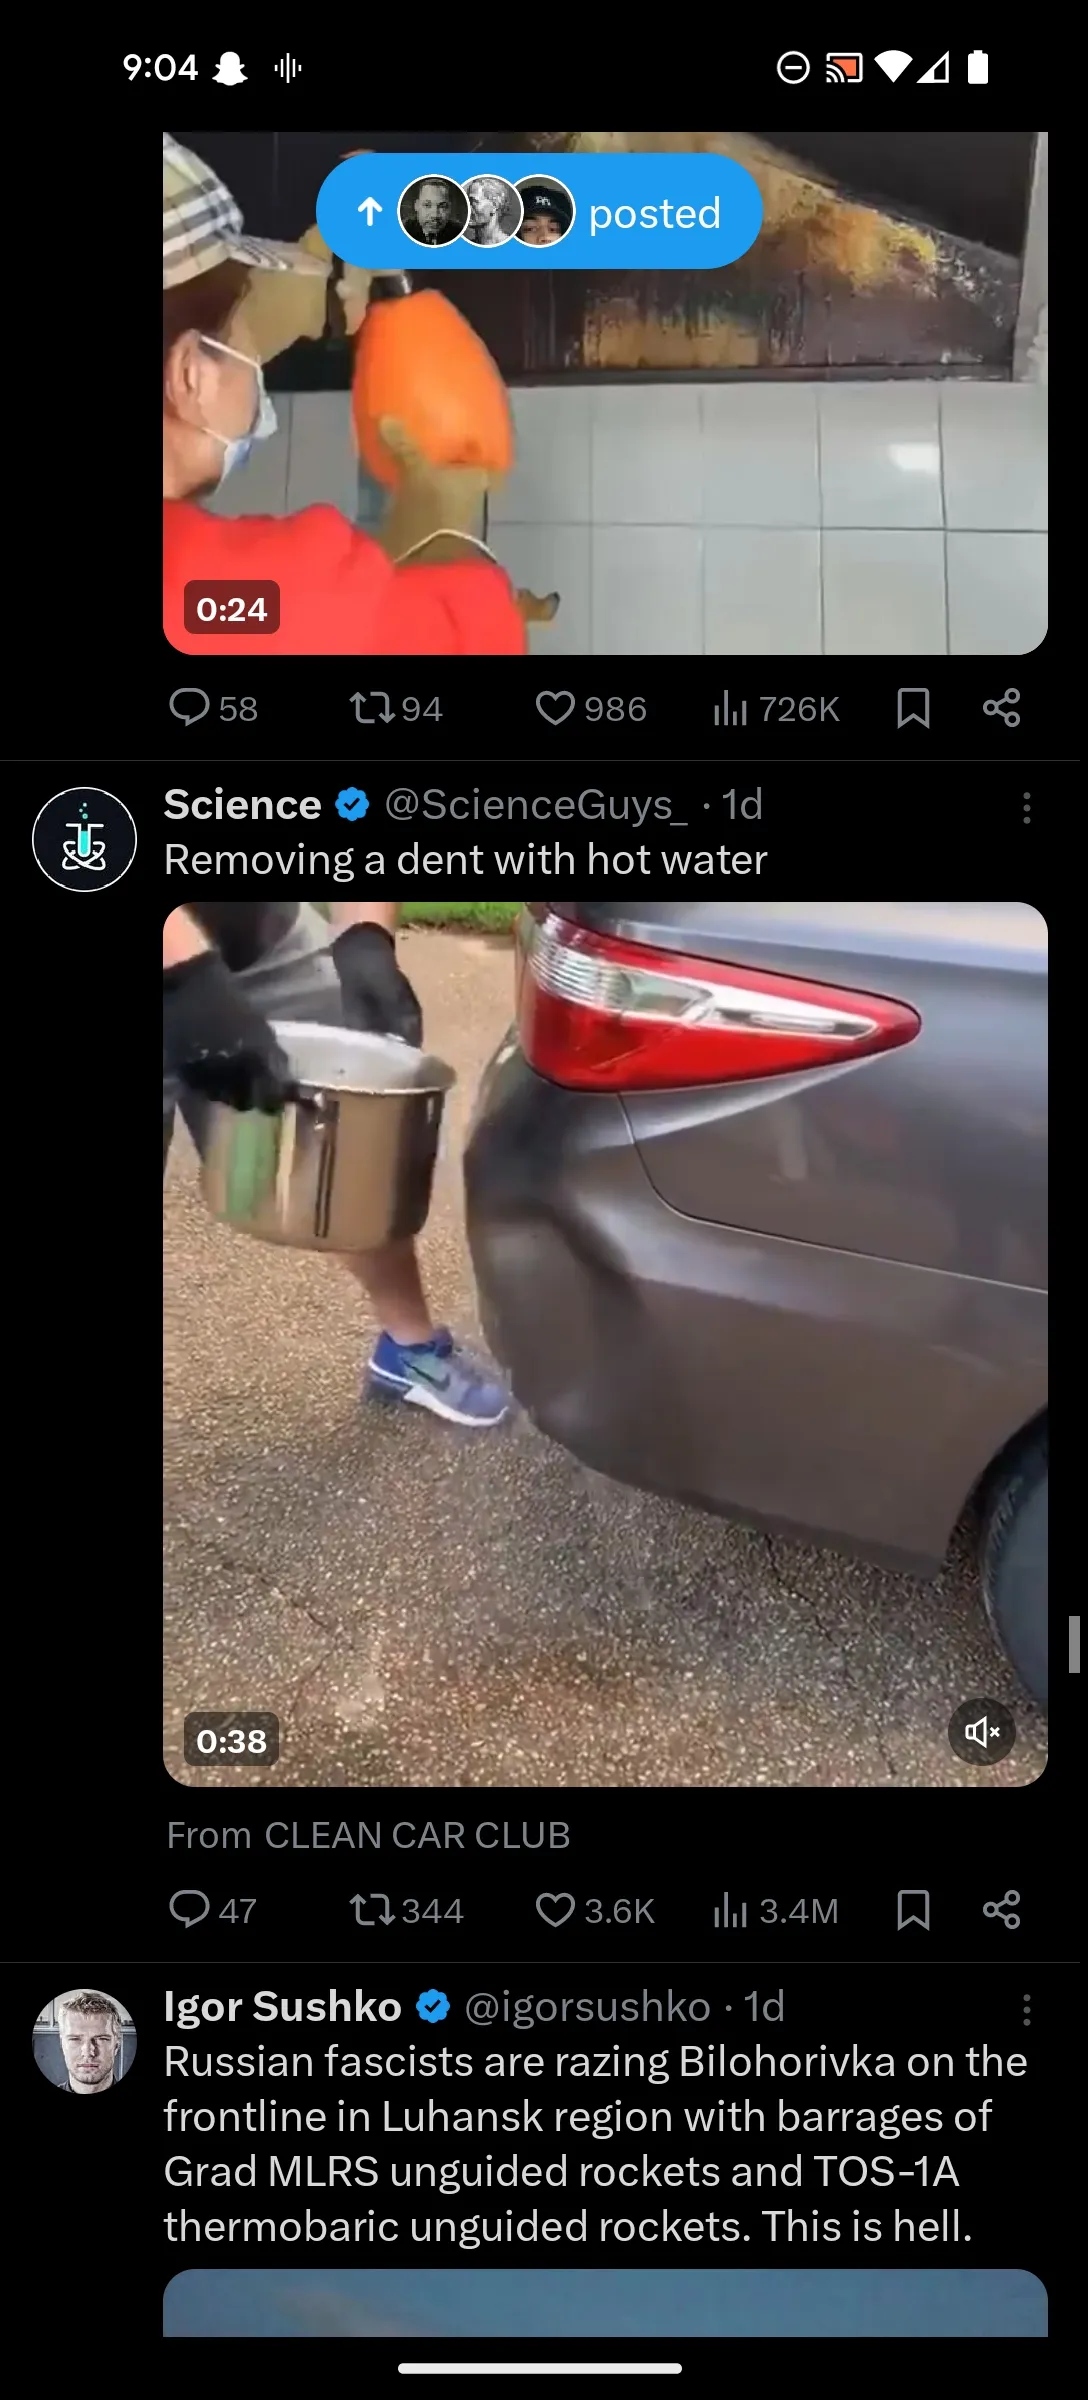 9:04
posted
0:24
58 94 986 726K
Science @ScienceGuys_ · 1d
Removing a dent with hot water
0:38
From CLEAN CAR CLUB
47 344 3.6K 3.4M
Igor Sushko @igorsushko · 1d
Russian fascists are razing Bilohorivka on the
frontline in Luhansk region with barrages of
Grad MLRS unguided rockets and TOS-1A
thermobaric unguided rockets. This is hell.